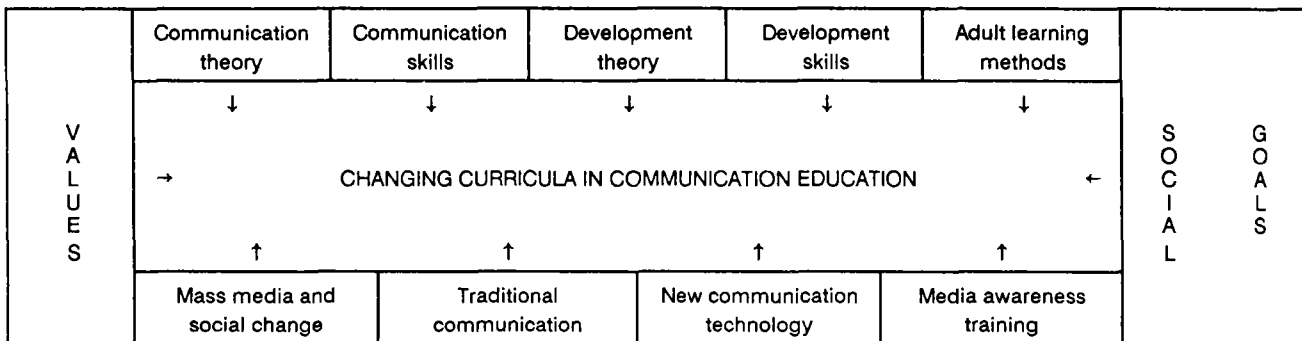 Communication theory
Communication skills
Development theory
Development skills
Adult learning methods
↓ ↓ ↓ ↓ ↓
VALUES
→ CHANGING CURRICULA IN COMMUNICATION EDUCATION ←
SOCIAL
GOALS
↑ ↑ ↑ ↑
Mass media and social change
Traditional communication
New communication technology
Media awareness training